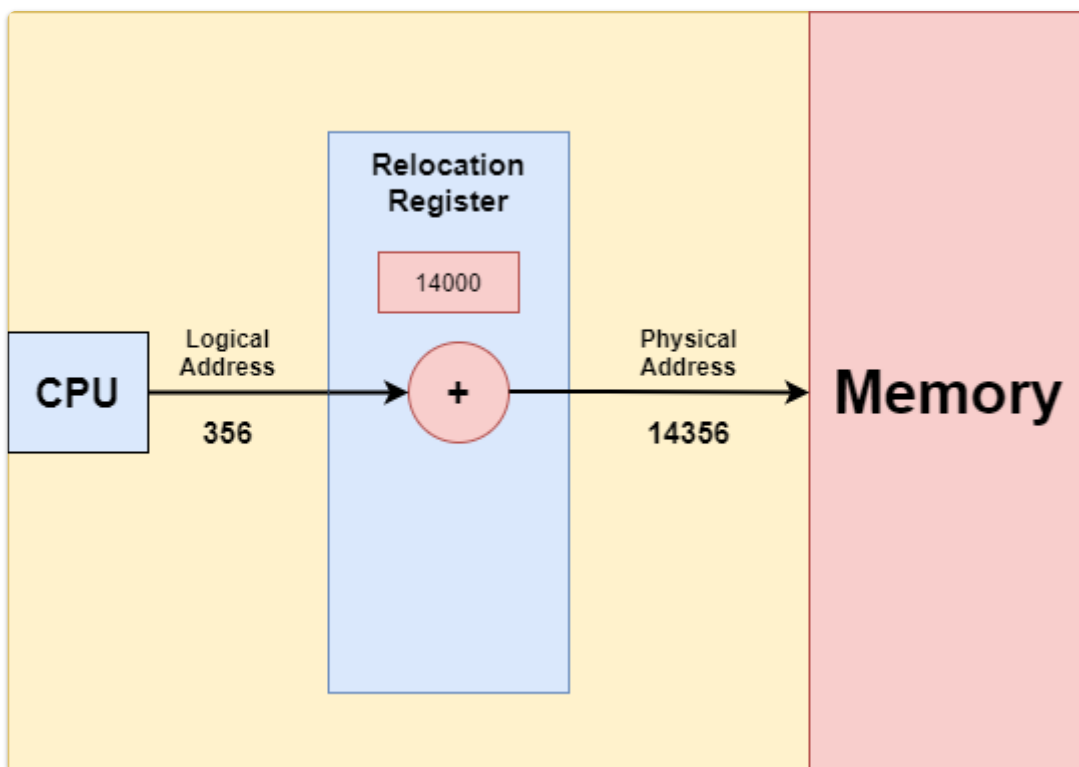 Relocation
Register
14000
Logical
Address
CPU
356
+
Physical
Address
14356
Memory